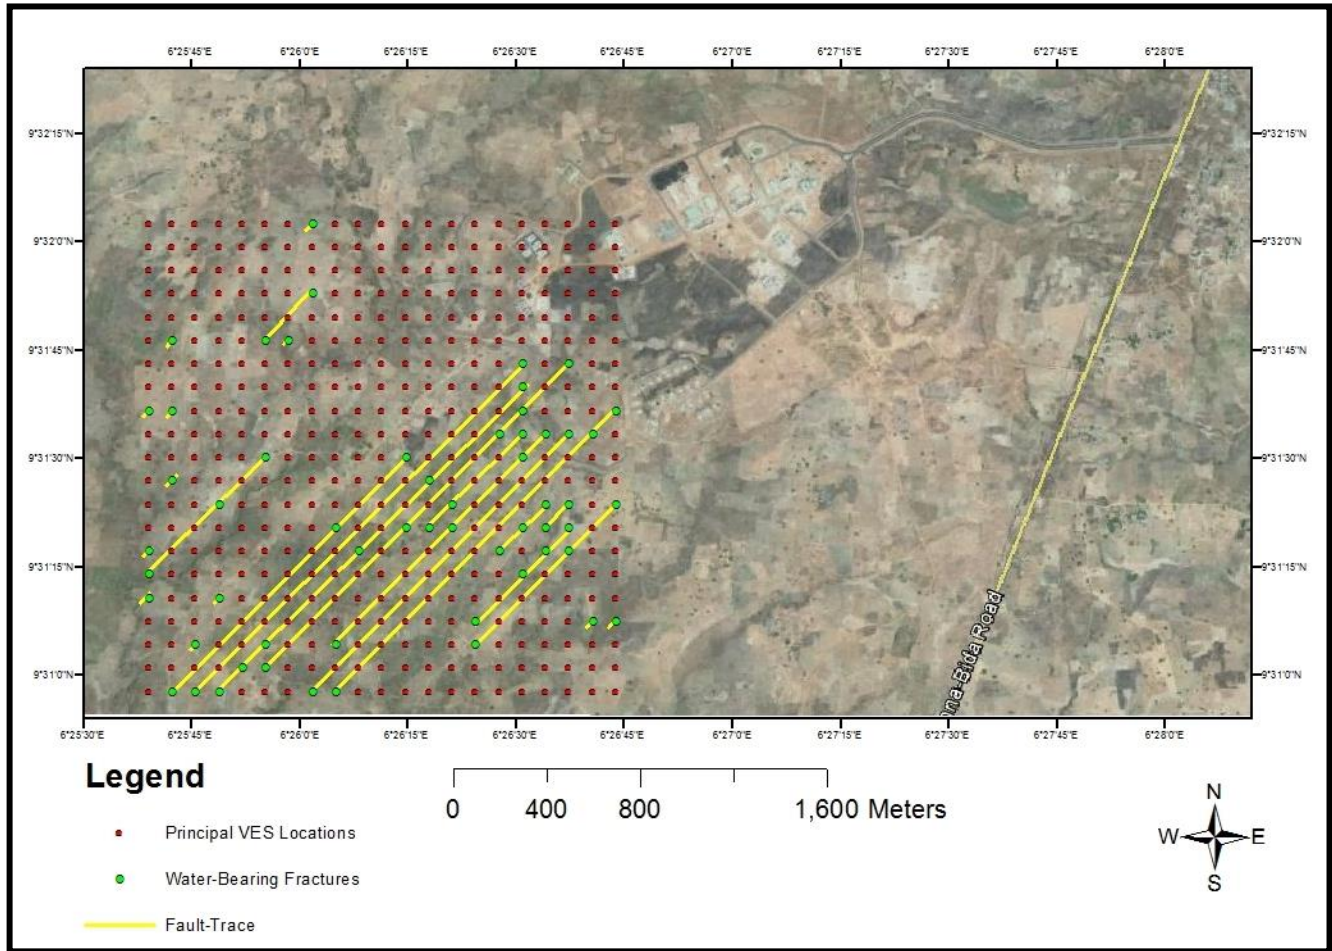 6°25'45"E 6°26'0"E 6°26'15"E 6°26'30"E 6°26'45"E 6°27'0"E 6°27'15"E 6°27'30"E 6°27'45"E 6°28'0"E
9°32'15"N 9°32'15"N
9°32'0"N 9°32'0"N
9°31'45"N 9°31'45"N
9°31'30"N 9°31'30"N
9°31'15"N 9°31'15"N
nna-Bida Road
9°31'0"N 9°31'0"N
6°25'30"E 6°25'45"E 6°26'0"E 6°26'15"E 6°26'30"E 6°26'45"E 6°27'0"E 6°27'15"E 6°27'30"E 6°27'45"E 6°28'0"E
Legend
0 400 800 1,600 Meters
Principal VES Locations
Water-Bearing Fractures
Fault-Trace
N
W E
S